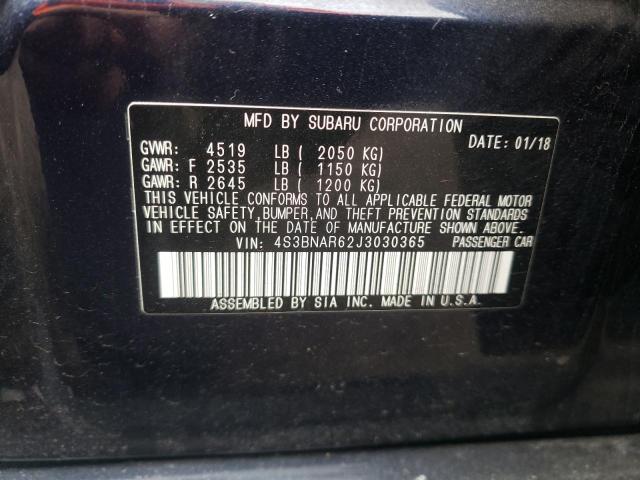 MFD BY SUBARU CORPORATION
DATE: 01/18
GVWR: 4519 LB ( 2050 KG)
GAWR: F 2535 LB ( 1150 KG)
GAWR: R 2645 LB ( 1200 KG)
THIS VEHICLE CONFORMS TO ALL APPLICABLE FEDERAL MOTOR
VEHICLE SAFETY, BUMPER, AND THEFT PREVENTION STANDARDS
IN EFFECT ON THE DATE OF MANUFACTURE SHOWN ABOVE.
VIN: 4S3BNAR62J3030365 PASSENGER CAR
ASSEMBLED BY SIA INC. MADE IN U.S.A.